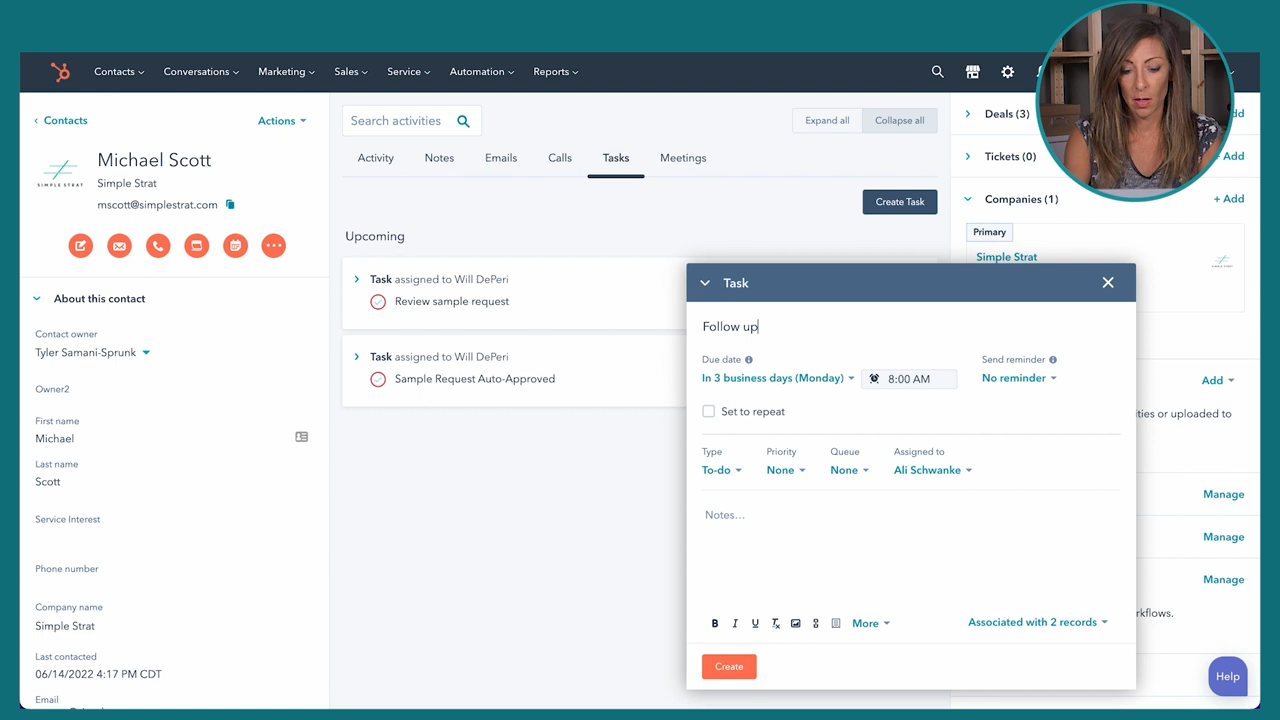 Contacts Conversations Marketing Sales Service Automation Reports
Contacts
Actions
SIMPLE STRAT
Michael Scott
Simple Strat
mscott@simplestrat.com
About this contact
Contact owner
Tyler Samani-Sprunk
Owner2
First name
Michael
Last name
Scott
Service Interest
Phone number
Company name
Simple Strat
Last contacted
06/14/2022 4:17 PM CDT
Email
Search activities
Expand all
Collapse all
Activity Notes Emails Calls Tasks Meetings
Create Task
Upcoming
Task assigned to Will DePeri
Review sample request
Task assigned to Will DePeri
Sample Request Auto-Approved
Task
Follow up
Due date
Send reminder
In 3 business days (Monday)
8:00 AM
No reminder
Set to repeat
Type Priority Queue Assigned to
To-do None None Ali Schwanke
Notes...
B I U Tx More
Associated with 2 records
Create
Deals (3)
Tickets (0)
+ Add
Companies (1)
+ Add
Primary
Simple Strat
Add
ities or uploaded to
Manage
Manage
Manage
rkflows.
Help